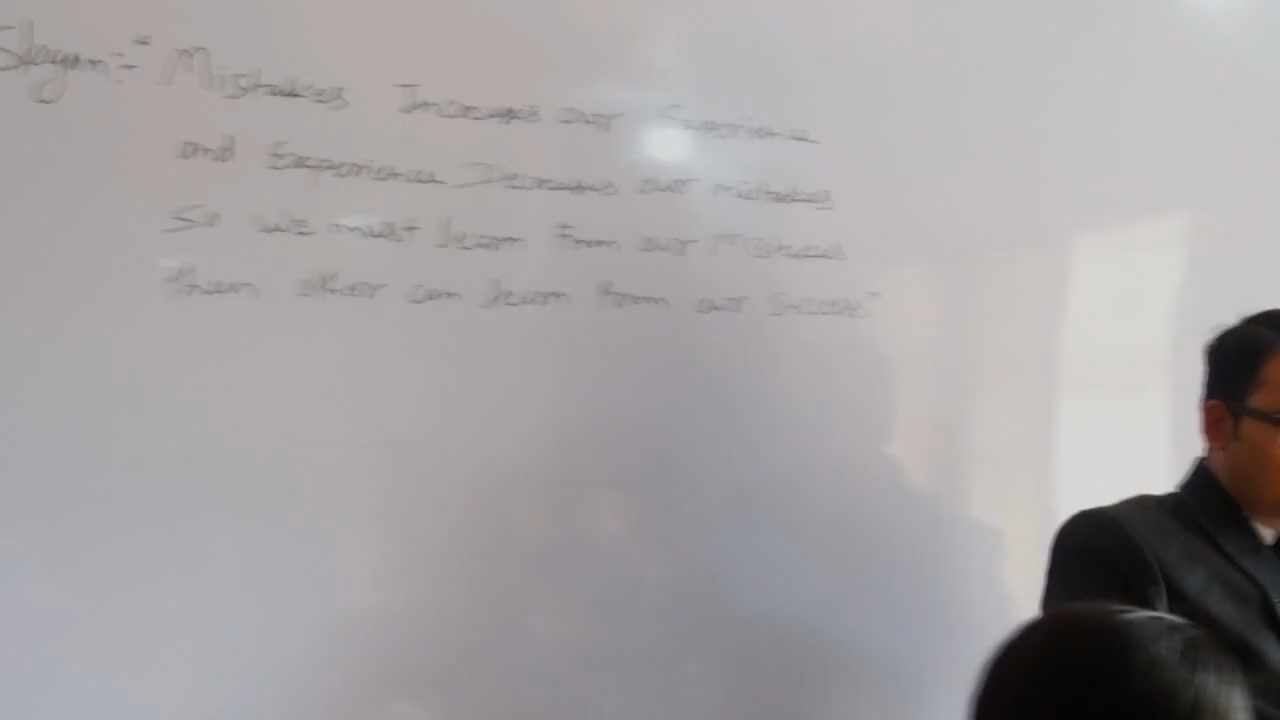 Slogan:- "Mistakes Increases our Experience
and Experience Decreases our mistakes
So we must learn from our Mistakes
then other can learn from our Success"